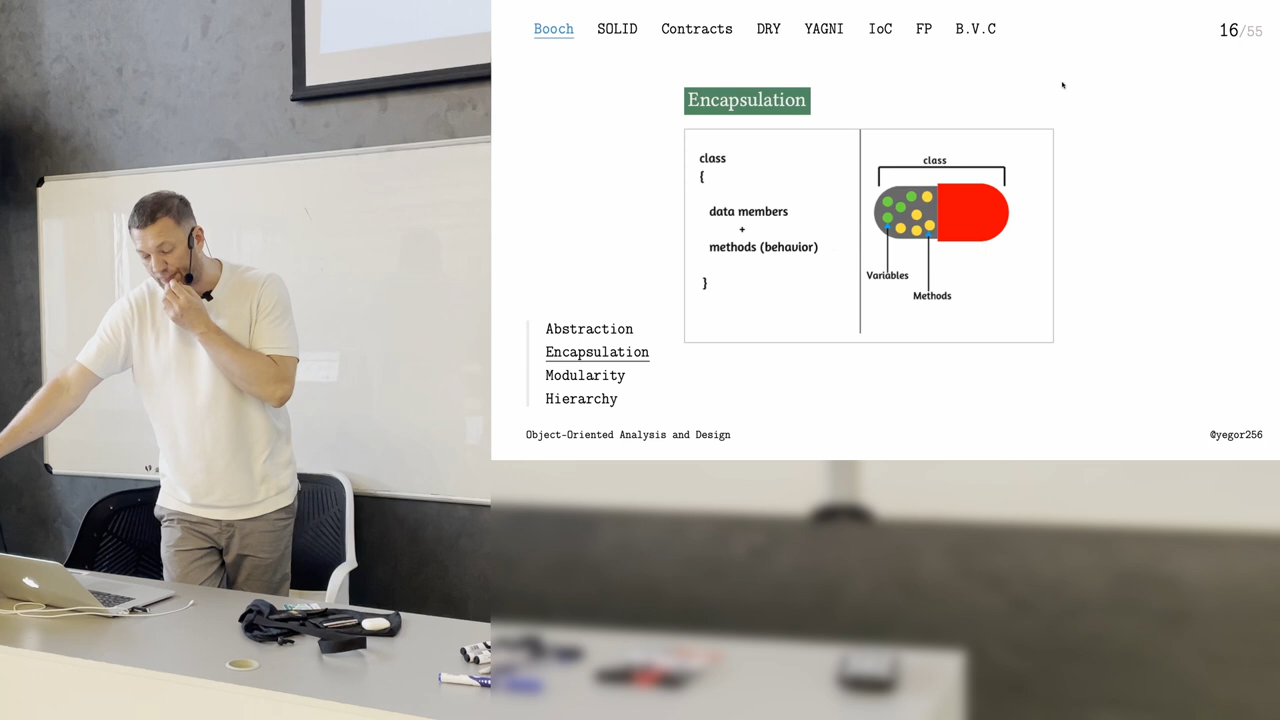 Booch SOLID Contracts DRY YAGNI IoC FP B.V.C
16/55
Encapsulation
class
{
data members
+
methods (behavior)
}
class
Variables
Methods
Abstraction
Encapsulation
Modularity
Hierarchy
Object-Oriented Analysis and Design
@yegor256